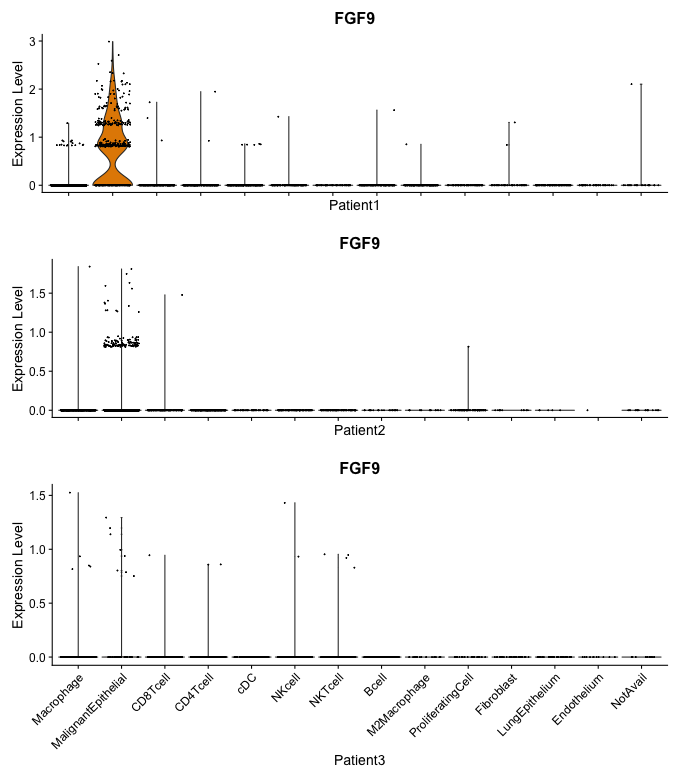 FGF9
Expression Level
3
2
1
0
Patient1
FGF9
Expression Level
1.5
1.0
0.5
0.0
Patient2
FGF9
Expression Level
1.5
1.0
0.5
0.0
Macrophage
MalignantEpithelial
CD8Tcell
CD4Tcell
cDC
NKcell
NKTcell
Bcell
M2Macrophage
ProliferatingCell
Fibroblast
LungEpithelium
Endothelium
NotAvail
Patient3